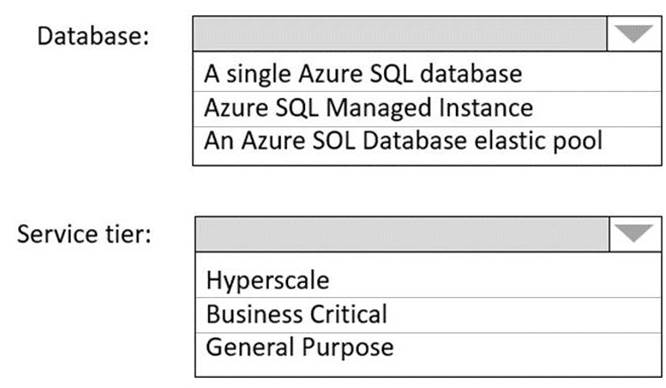 Database:
A single Azure SQL database
Azure SQL Managed Instance
An Azure SOL Database elastic pool
Service tier:
Hyperscale
Business Critical
General Purpose